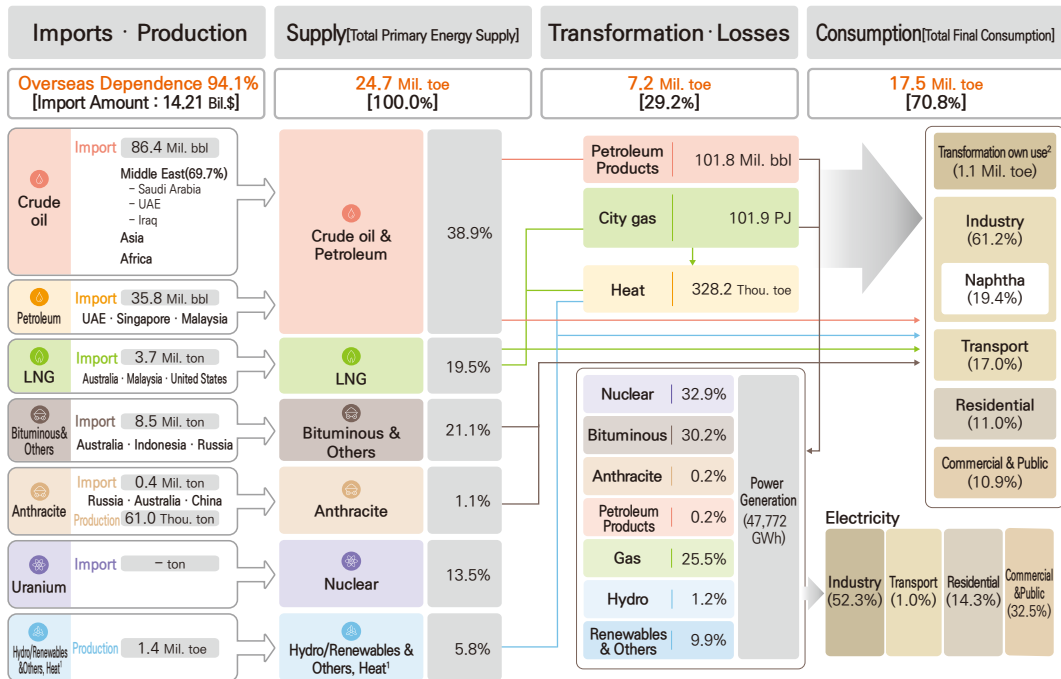 Imports · Production
Supply[Total Primary Energy Supply]
Transformation · Losses
Consumption[Total Final Consumption]
Overseas Dependence 94.1%
[Import Amount : 14.21 Bil.$]
24.7 Mil. toe
[100.0%]
7.2 Mil. toe
[29.2%]
17.5 Mil. toe
[70.8%]
Crude
oil
Import 86.4 Mil. bbl
Middle East(69.7%)
– Saudi Arabia
– UAE
– Iraq
Asia
Africa
Petroleum
Import 35.8 Mil. bbl
UAE · Singapore · Malaysia
LNG
Import 3.7 Mil. ton
Australia · Malaysia · United States
Bituminous&
Others
Import 8.5 Mil. ton
Australia · Indonesia · Russia
Anthracite
Import 0.4 Mil. ton
Russia · Australia · China
Production 61.0 Thou. ton
Uranium
Import – ton
Hydro/Renewables
&Others, Heat¹
Production 1.4 Mil. toe
Crude oil &
Petroleum
38.9%
LNG
19.5%
Bituminous &
Others
21.1%
Anthracite
1.1%
Nuclear
13.5%
Hydro/Renewables &
Others, Heat¹
5.8%
Petroleum
Products
101.8 Mil. bbl
City gas
101.9 PJ
Heat
328.2 Thou. toe
Nuclear 32.9%
Bituminous 30.2%
Anthracite 0.2%
Petroleum
Products
0.2%
Gas 25.5%
Hydro 1.2%
Renewables
& Others
9.9%
Power
Generation
(47,772
GWh)
Transformation own use²
(1.1 Mil. toe)
Industry
(61.2%)
Naphtha
(19.4%)
Transport
(17.0%)
Residential
(11.0%)
Commercial & Public
(10.9%)
Electricity
Industry
(52.3%)
Transport
(1.0%)
Residential
(14.3%)
Commercial
&Public
(32.5%)